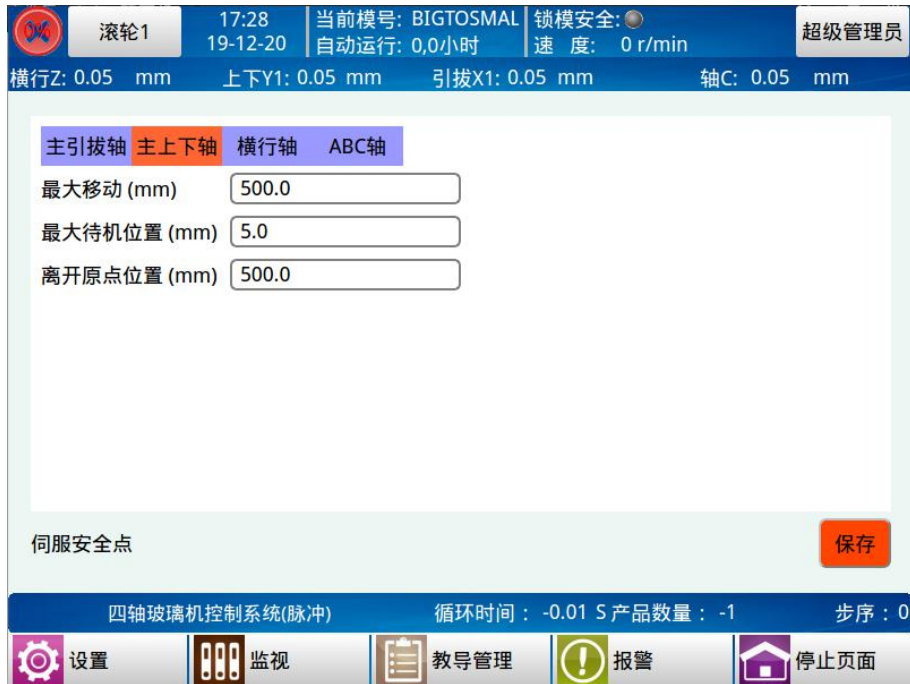 0% 滚轮1 17:28 当前模号: BIGTOSMAL 锁模安全: 超级管理员
19-12-20 自动运行: 0,0小时 速 度: 0 r/min
横行Z: 0.05 mm 上下Y1: 0.05 mm 引拔X1: 0.05 mm 轴C: 0.05 mm
主引拔轴 主上下轴 横行轴 ABC轴
最大移动 (mm) 500.0
最大待机位置 (mm) 5.0
离开原点位置 (mm) 500.0
伺服安全点 保存
四轴玻璃机控制系统(脉冲) 循环时间： -0.01 S 产品数量： -1 步序：0
设置 监视 教导管理 报警 停止页面